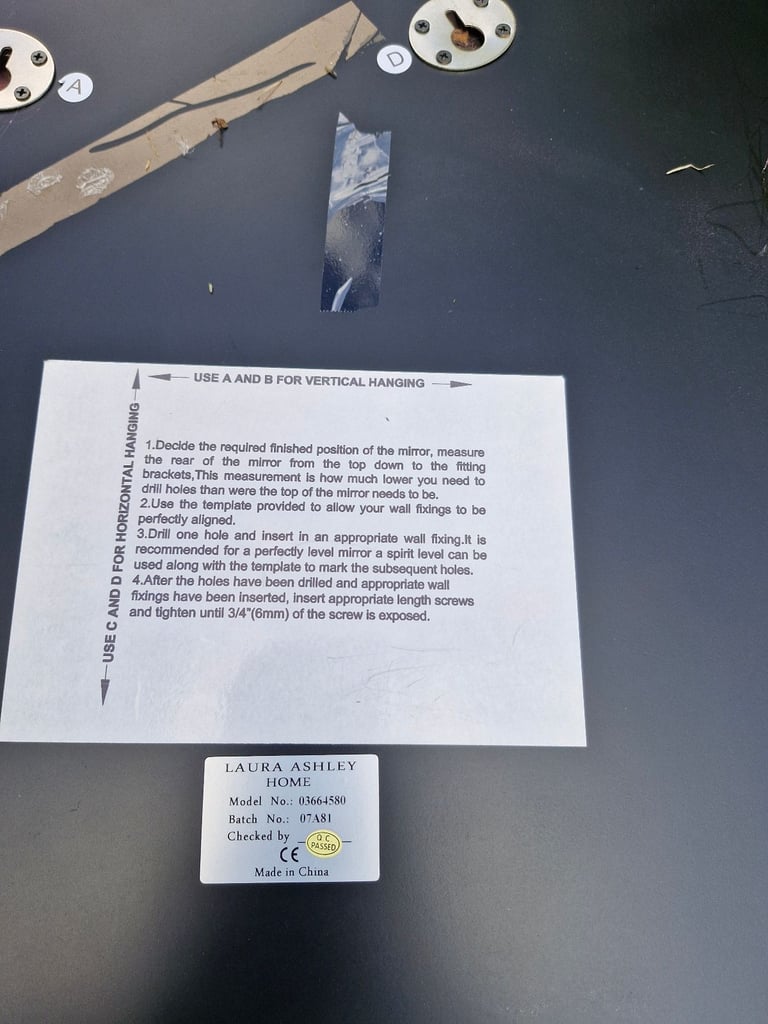 A
D
USE A AND B FOR VERTICAL HANGING
USE C AND D FOR HORIZONTAL HANGING
1.Decide the required finished position of the mirror, measure
the rear of the mirror from the top down to the fitting
brackets,This measurement is how much lower you need to
drill holes than were the top of the mirror needs to be.
2.Use the template provided to allow your wall fixings to be
perfectly aligned.
3.Drill one hole and insert in an appropriate wall fixing.It is
recommended for a perfectly level mirror a spirit level can be
used along with the template to mark the subsequent holes.
4.After the holes have been drilled and appropriate wall
fixings have been inserted, insert appropriate length screws
and tighten until 3/4"(6mm) of the screw is exposed.
LAURA ASHLEY
HOME
Model No.: 03664580
Batch No.: 07A81
Checked by
Q.C
PASSED
CE
Made in China